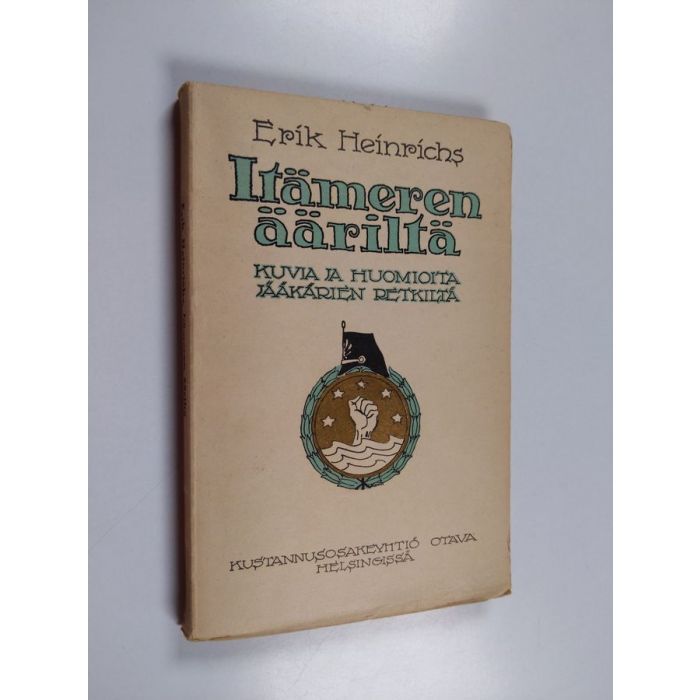 Erik Heinrichs
Itämeren
ääriltä
KUVIA JA HUOMIOITA
JÄÄKÄRIEN RETKILTÄ
KUSTANNUSOSAKEYHTIÖ OTAVA
HELSINGISSÄ